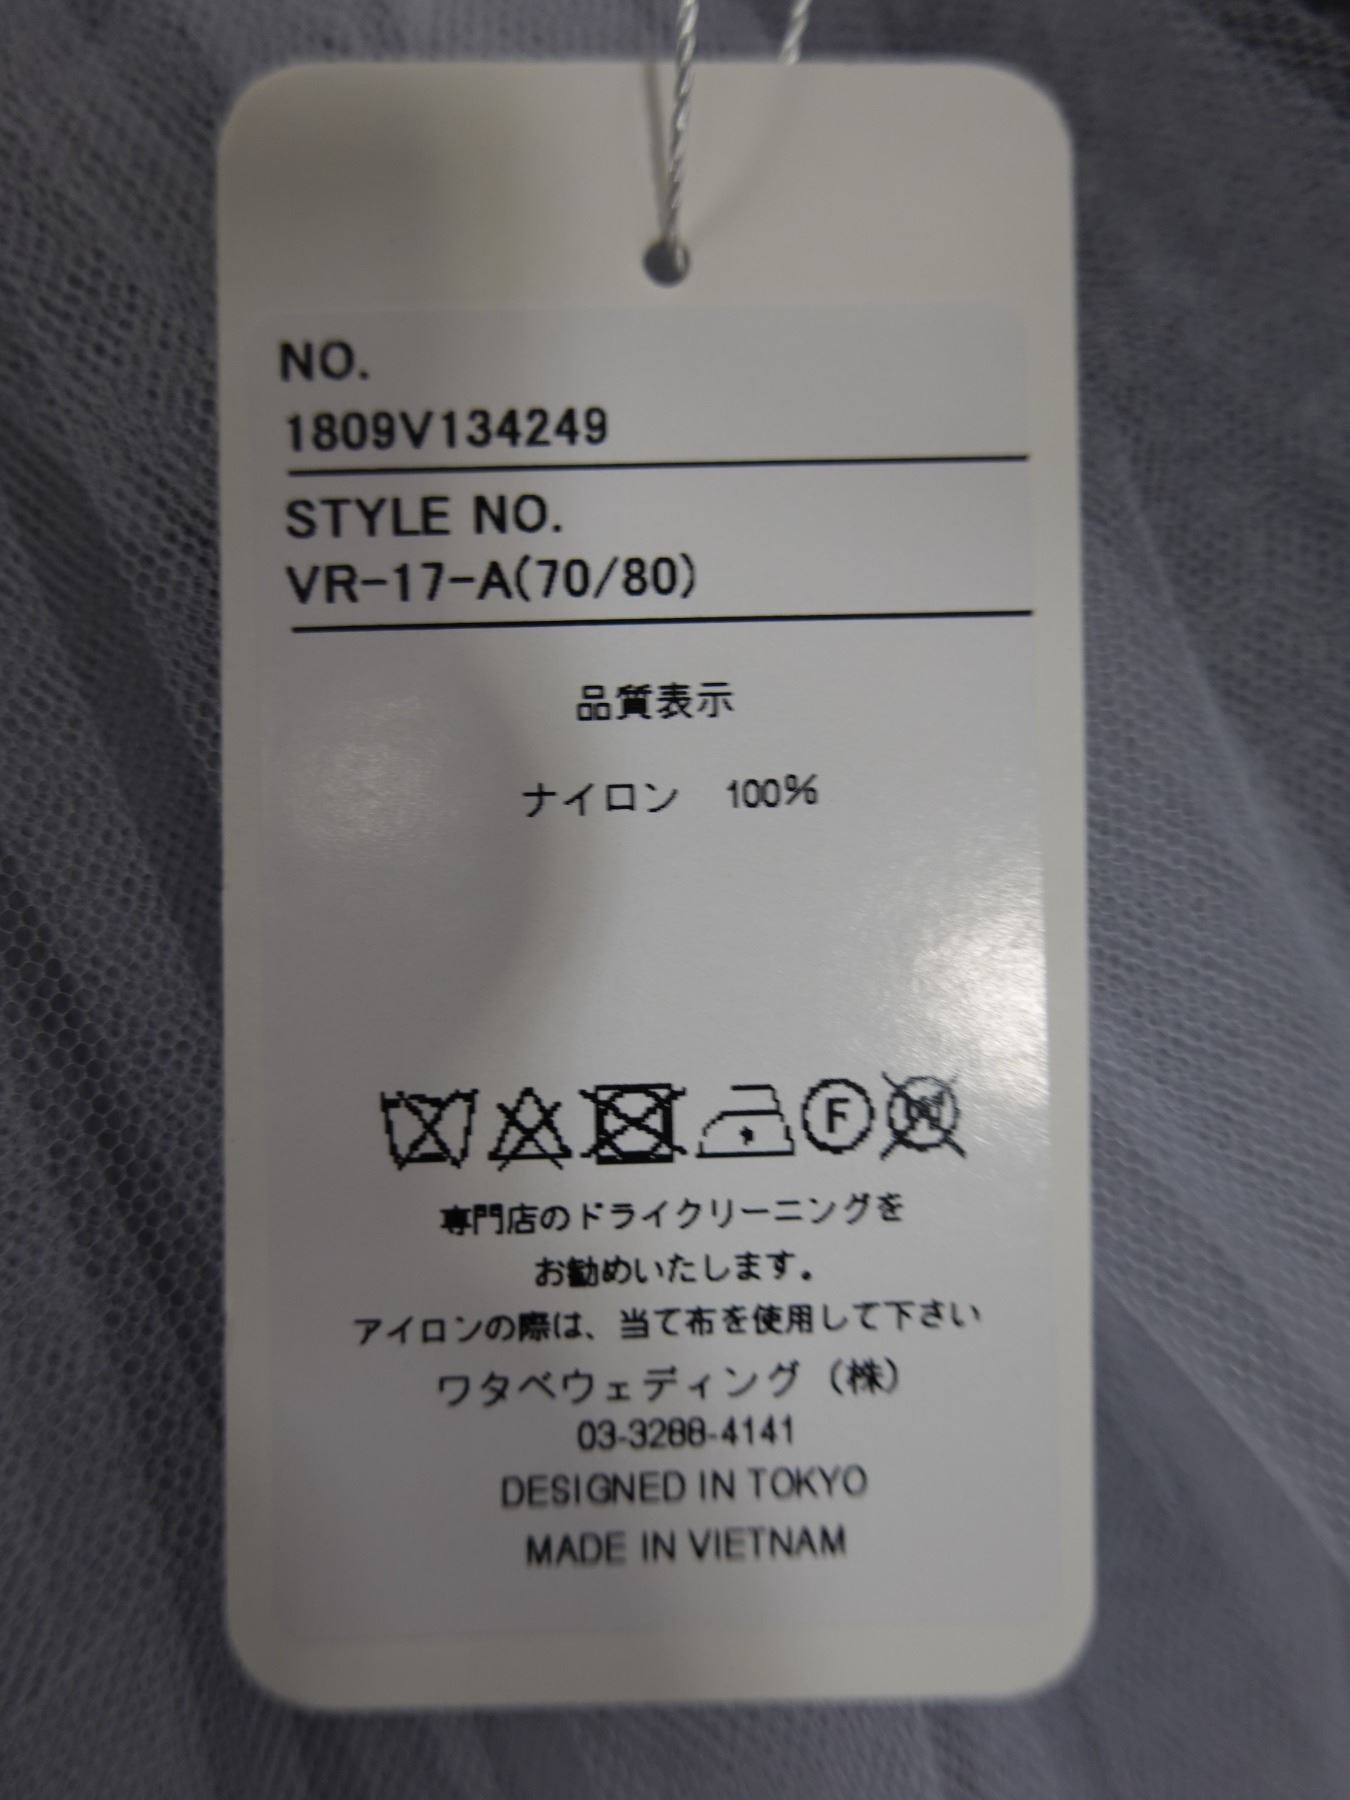 NO.
1809V134249
STYLE NO.
VR-17-A(70/80)
品質表示
ナイロン 100%
F
専門店のドライクリーニングを
お勧めいたします。
アイロンの際は、当て布を使用して下さい
ワタベウェディング（株）
03-3288-4141
DESIGNED IN TOKYO
MADE IN VIETNAM